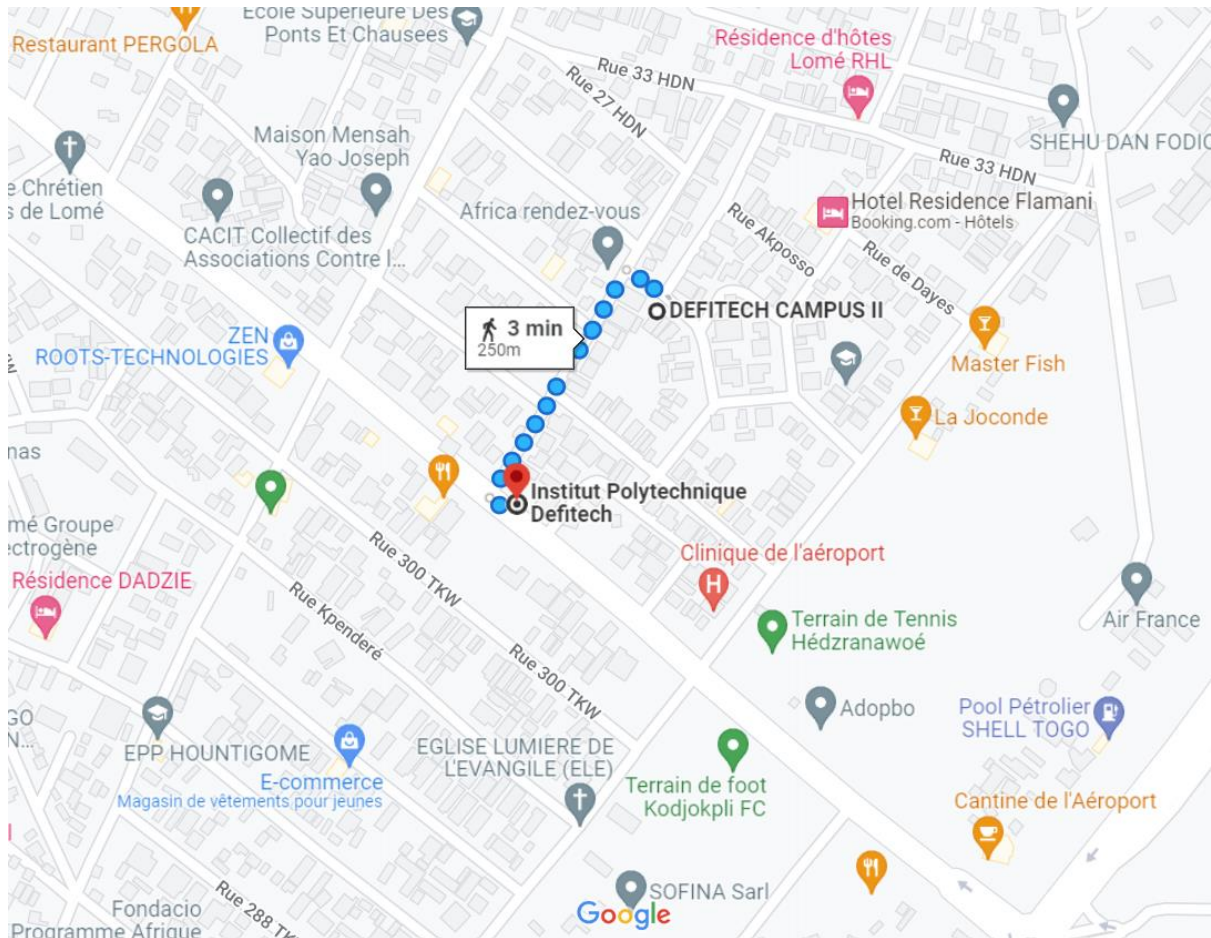 Ecole Supérieure Des
Ponts Et Chausees
Restaurant PERGOLA
Résidence d'hôtes
Lomé RHL
Rue 33 HDN
Rue 27 HDN
SHEHU DAN FODIO
Maison Mensah
Yao Joseph
Rue 33 HDN
e Chrétien
s de Lomé
Africa rendez-vous
Hotel Residence Flamani
Booking.com - Hôtels
CACIT Collectif des
Associations Contre l...
Rue Akposso
Rue de Dayes
DEFITECH CAMPUS II
3 min
250m
ZEN
ROOTS-TECHNOLOGIES
Master Fish
La Joconde
nas
Institut Polytechnique
Defitech
mé Groupe
ectrogène
Rue 300 TKW
Clinique de l'aéroport
H
Résidence DADZIE
Rue Kpenderé
Terrain de Tennis
Hédzranawoé
Air France
Rue 300 TKW
Adopbo
Pool Pétrolier
SHELL TOGO
GO
N...
EPP HOUNTIGOME
EGLISE LUMIERE DE
L'EVANGILE (ELE)
E-commerce
Magasin de vêtements pour jeunes
Terrain de foot
Kodjokpli FC
Cantine de l'Aéroport
Rue 288 TKW
SOFINA Sarl
Google
Fondacio
Programme Afrique